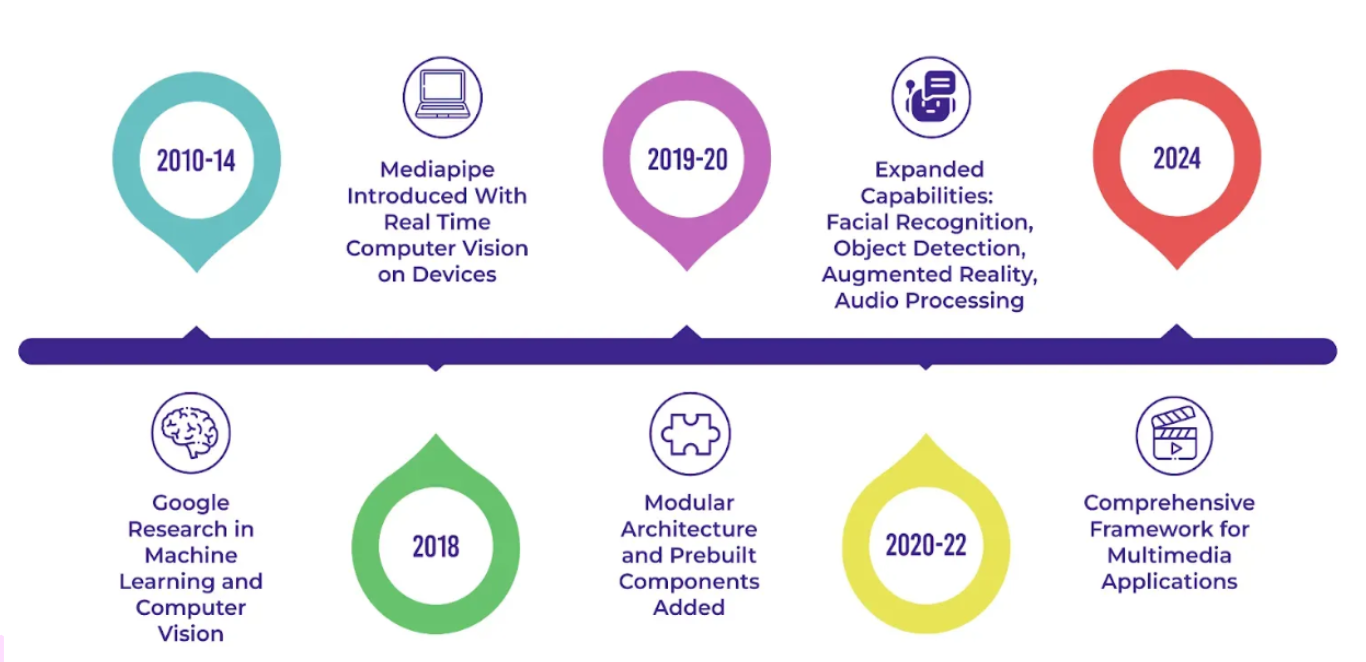 2010-14
Mediapipe
Introduced With
Real Time
Computer Vision
on Devices
2019-20
Expanded
Capabilities:
Facial Recognition,
Object Detection,
Augmented Reality,
Audio Processing
2024
Google
Research in
Machine
Learning and
Computer
Vision
2018
Modular
Architecture
and Prebuilt
Components
Added
2020-22
Comprehensive
Framework for
Multimedia
Applications